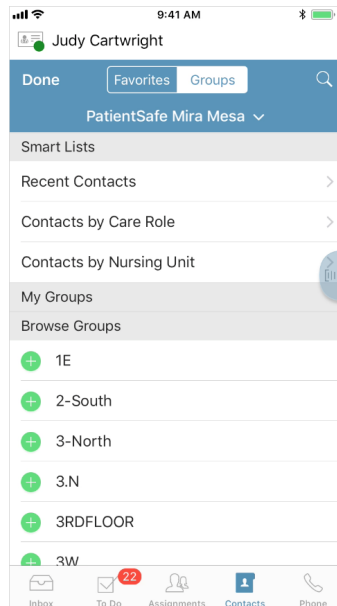 9:41 AM
Judy Cartwright
Done
Favorites Groups
PatientSafe Mira Mesa
Smart Lists
Recent Contacts
Contacts by Care Role
Contacts by Nursing Unit
My Groups
Browse Groups
1E
2-South
3-North
3.N
3RDFLOOR
3W
22
Inbox To Do Assignments Contacts Phone